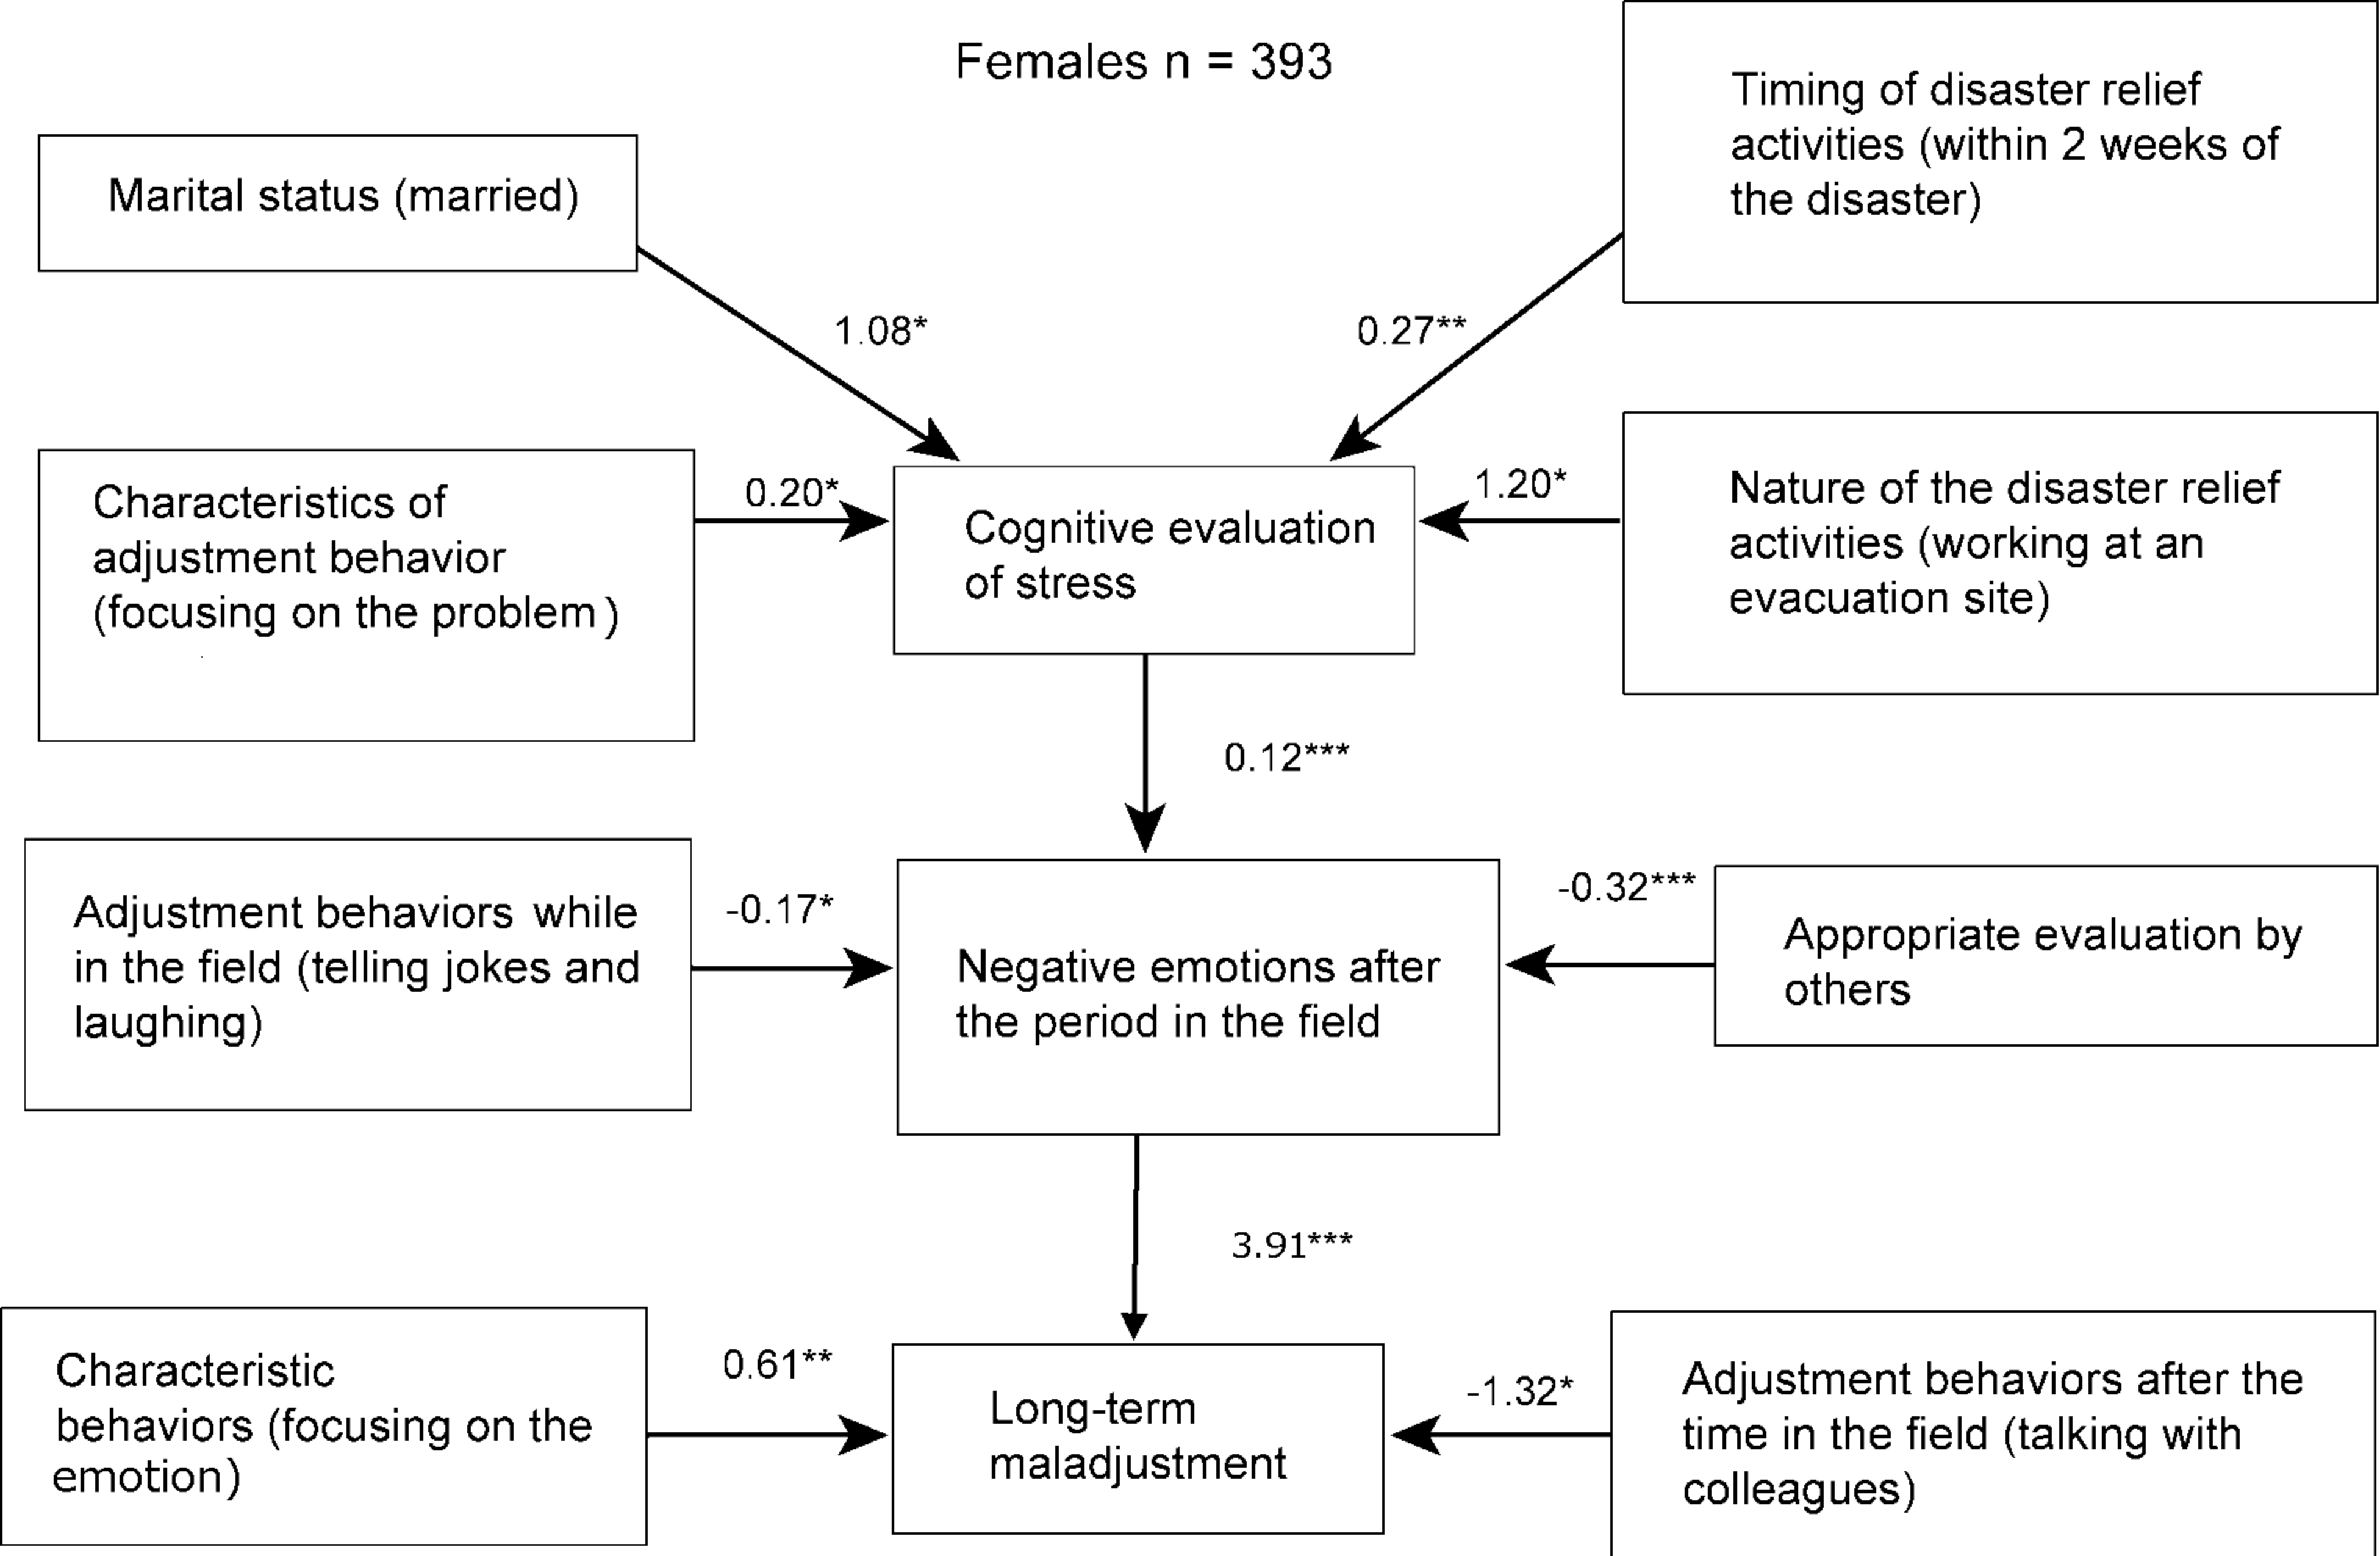 Females n = 393
Timing of disaster relief
activities (within 2 weeks of
the disaster)
Marital status (married)
1.08*
0.27**
Characteristics of
adjustment behavior
(focusing on the problem)
0.20*
Cognitive evaluation
of stress
1.20*
Nature of the disaster relief
activities (working at an
evacuation site)
0.12***
Adjustment behaviors while
in the field (telling jokes and
laughing)
-0.17*
Negative emotions after
the period in the field
-0.32***
Appropriate evaluation by
others
3.91***
Characteristic
behaviors (focusing on the
emotion)
0.61**
Long-term
maladjustment
-1.32*
Adjustment behaviors after the
time in the field (talking with
colleagues)